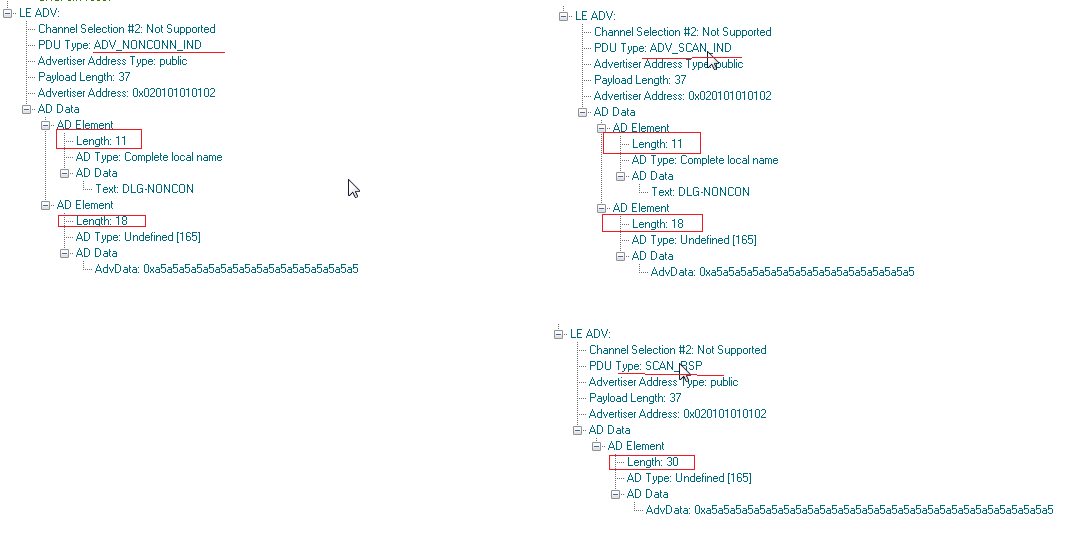 LE ADV:
Channel Selection #2: Not Supported
PDU Type: ADV_NONCONN_IND
Advertiser Address Type: public
Payload Length: 37
Advertiser Address: 0x020101010102
AD Data
AD Element
Length: 11
AD Type: Complete local name
AD Data
Text: DLG-NONCON
AD Element
Length: 18
AD Type: Undefined [165]
AD Data
AdvData: 0xa5a5a5a5a5a5a5a5a5a5a5a5a5a5a5a5a5
LE ADV:
Channel Selection #2: Not Supported
PDU Type: ADV_SCAN_IND
Advertiser Address Type: public
Payload Length: 37
Advertiser Address: 0x020101010102
AD Data
AD Element
Length: 11
AD Type: Complete local name
AD Data
Text: DLG-NONCON
AD Element
Length: 18
AD Type: Undefined [165]
AD Data
AdvData: 0xa5a5a5a5a5a5a5a5a5a5a5a5a5a5a5a5a5
LE ADV:
Channel Selection #2: Not Supported
PDU Type: SCAN_RSP
Advertiser Address Type: public
Payload Length: 37
Advertiser Address: 0x020101010102
AD Data
AD Element
Length: 30
AD Type: Undefined [165]
AD Data
AdvData: 0xa5a5a5a5a5a5a5a5a5a5a5a5a5a5a5a5a5a5a5a5a5a5a5a5a5a5a5a5a5